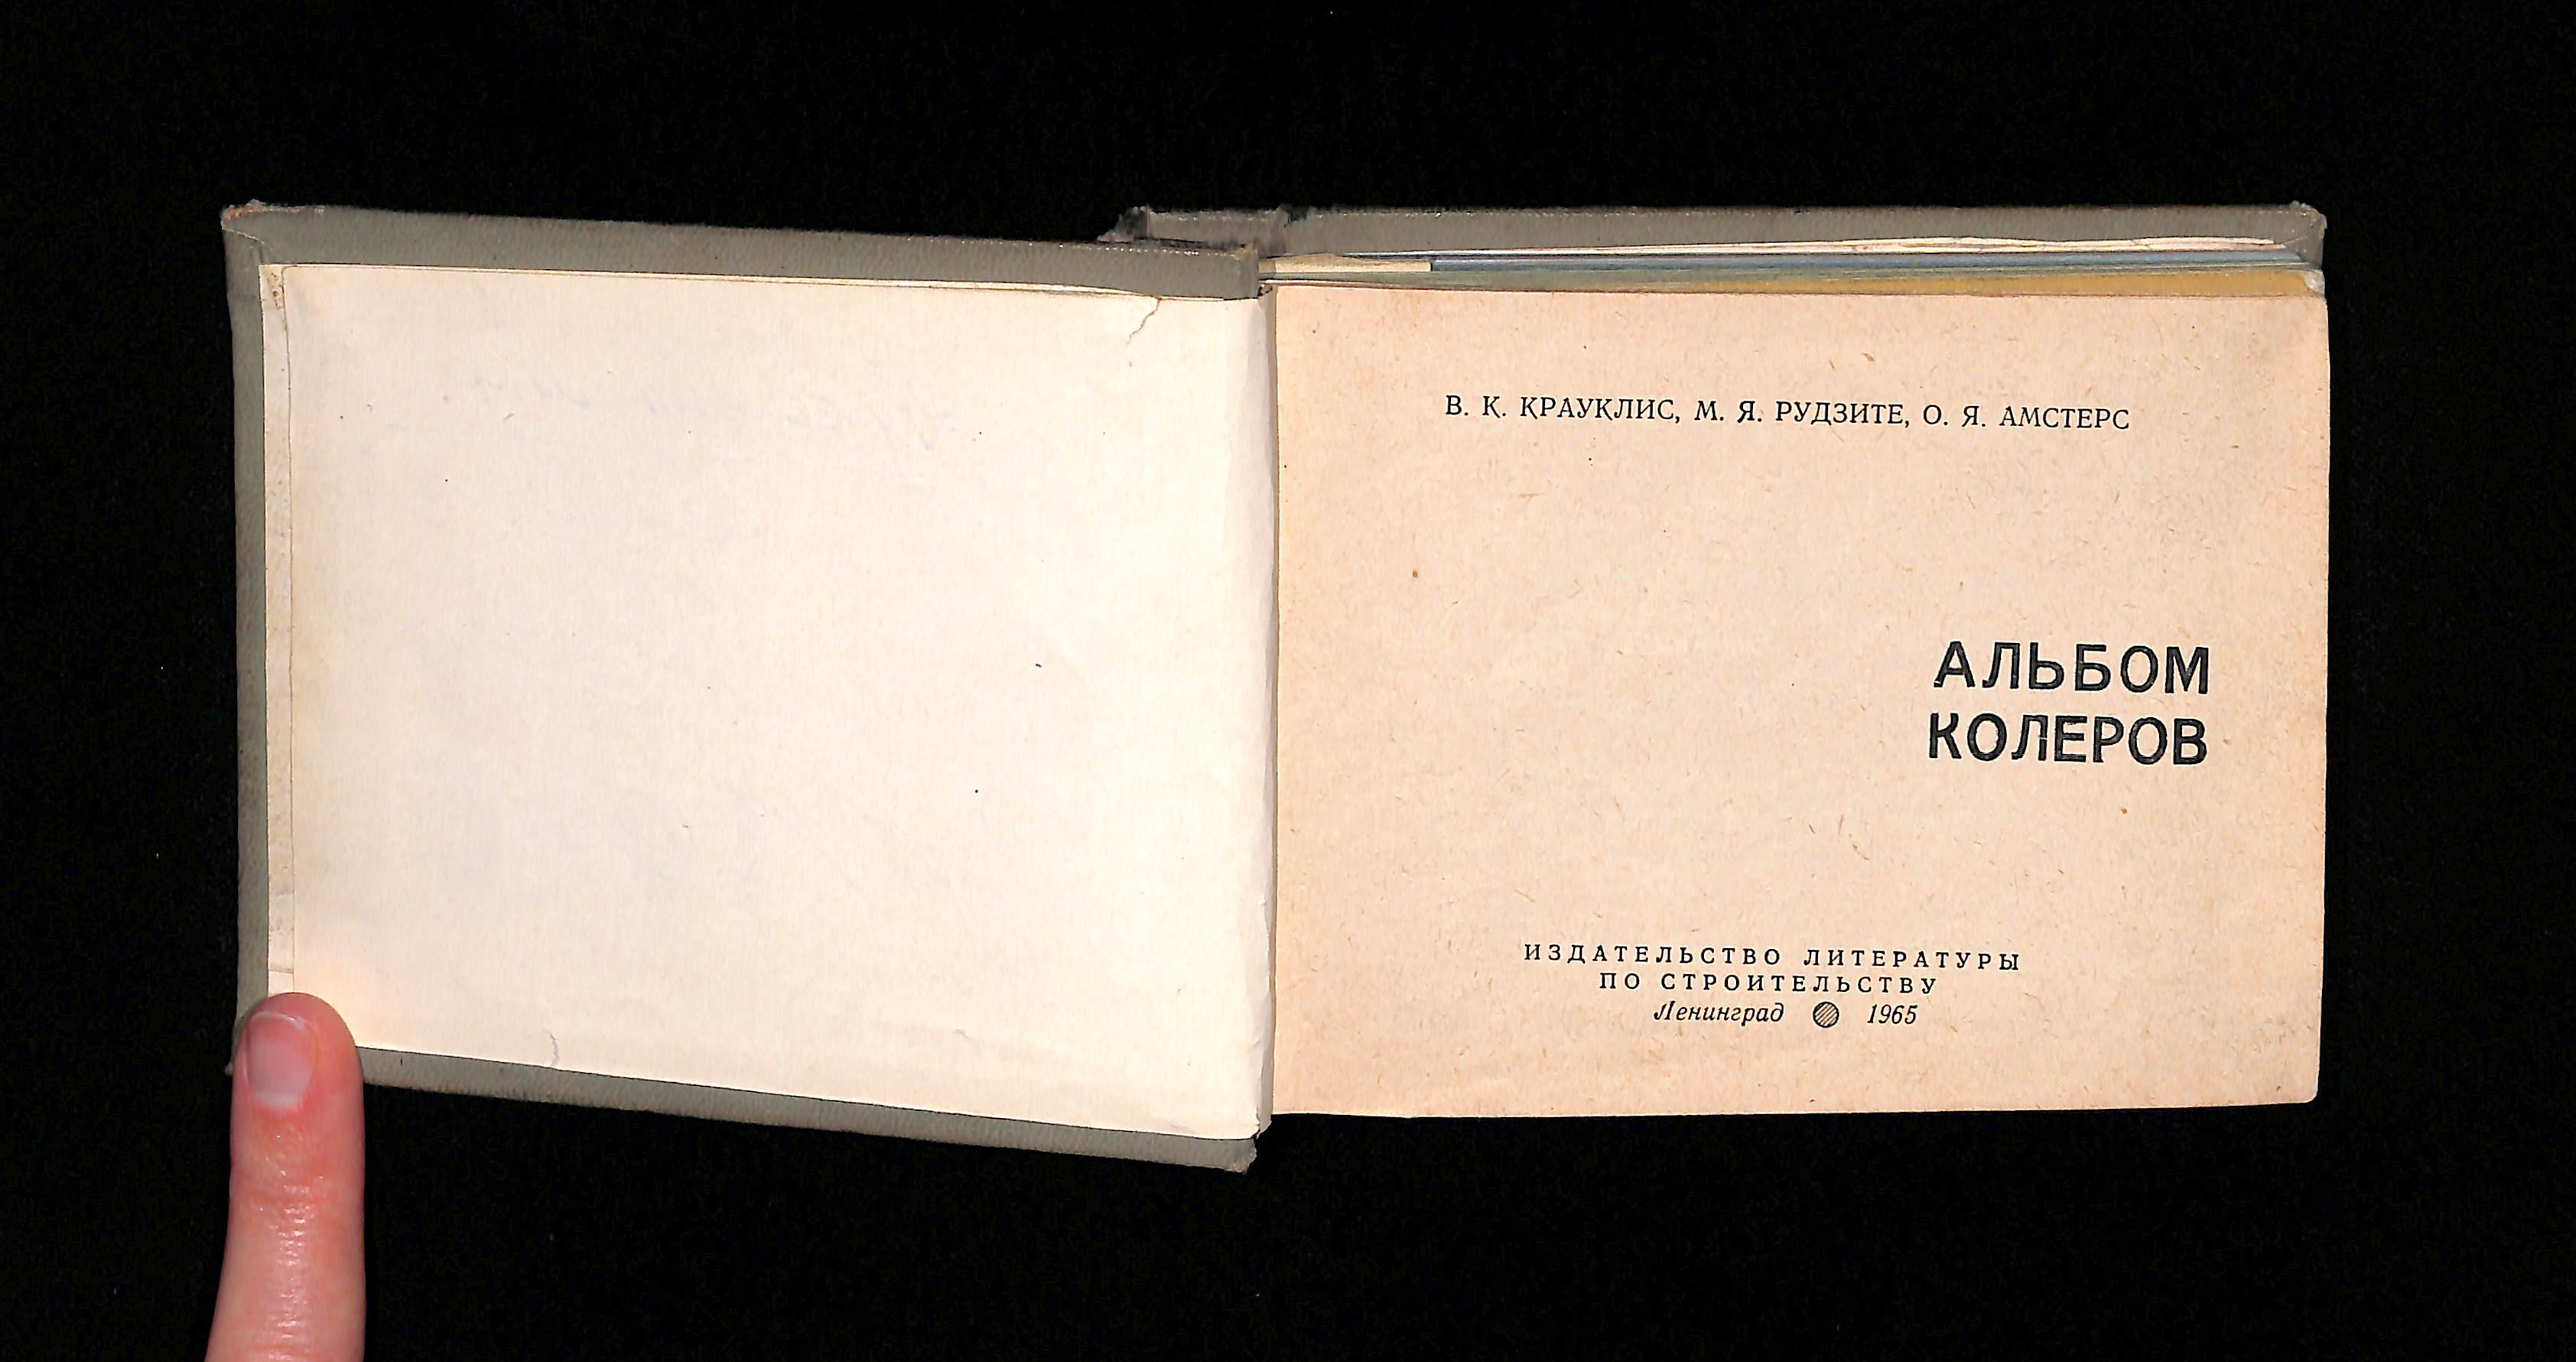 В. К. КРАУКЛИС, М. Я. РУДЗИТЕ, О. Я. АМСТЕРС
АЛЬБОМ
КОЛЕРОВ
ИЗДАТЕЛЬСТВО ЛИТЕРАТУРЫ
ПО СТРОИТЕЛЬСТВУ
Ленинград 1965